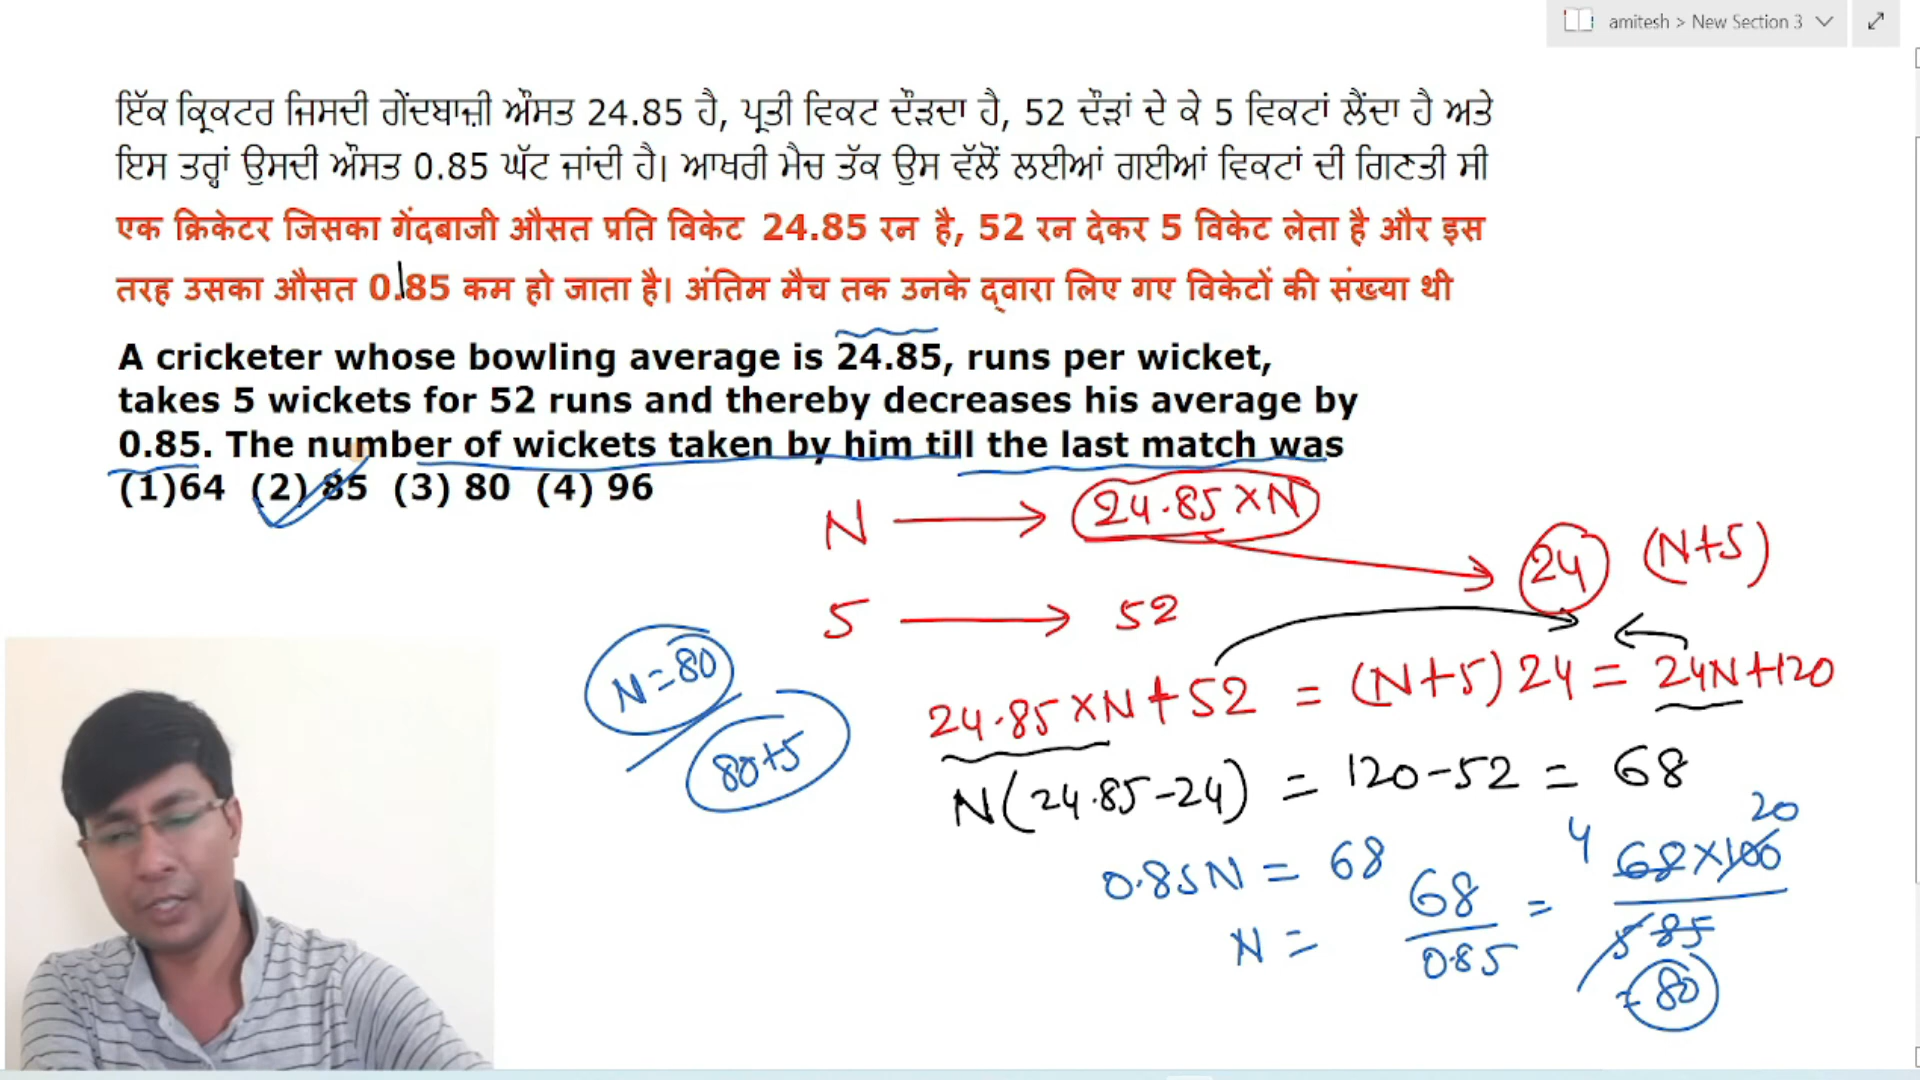 amitesh > New Section 3
ਇੱਕ ਕ੍ਰਿਕਟਰ ਜਿਸਦੀ ਗੇਂਦਬਾਜ਼ੀ ਔਸਤ 24.85 ਹੈ, ਪ੍ਰਤੀ ਵਿਕਟ ਦੌੜਦਾ ਹੈ, 52 ਦੌੜਾਂ ਦੇ ਕੇ 5 ਵਿਕਟਾਂ ਲੈਂਦਾ ਹੈ ਅਤੇ
ਇਸ ਤਰ੍ਹਾਂ ਉਸਦੀ ਔਸਤ 0.85 ਘੱਟ ਜਾਂਦੀ ਹੈ। ਆਖਰੀ ਮੈਚ ਤੱਕ ਉਸ ਵੱਲੋਂ ਲਈਆਂ ਗਈਆਂ ਵਿਕਟਾਂ ਦੀ ਗਿਣਤੀ ਸੀ
एक क्रिकेटर जिसका गेंदबाजी औसत प्रति विकेट 24.85 रन है, 52 रन देकर 5 विकेट लेता है और इस
तरह उसका औसत 0.85 कम हो जाता है। अंतिम मैच तक उनके द्वारा लिए गए विकेटों की संख्या थी
A cricketer whose bowling average is 24.85, runs per wicket,
takes 5 wickets for 52 runs and thereby decreases his average by
0.85. The number of wickets taken by him till the last match was
(1)64 (2) 85 (3) 80 (4) 96
N → 24.85×N
24 (N+5)
5 → 52
N=80
80+5
24.85×N+52 = (N+5)24 = 24N+120
N(24.85-24) = 120-52 = 68
0.85N = 68
N = 68/0.85 = 4 68×100 20 / 5 85
= 80